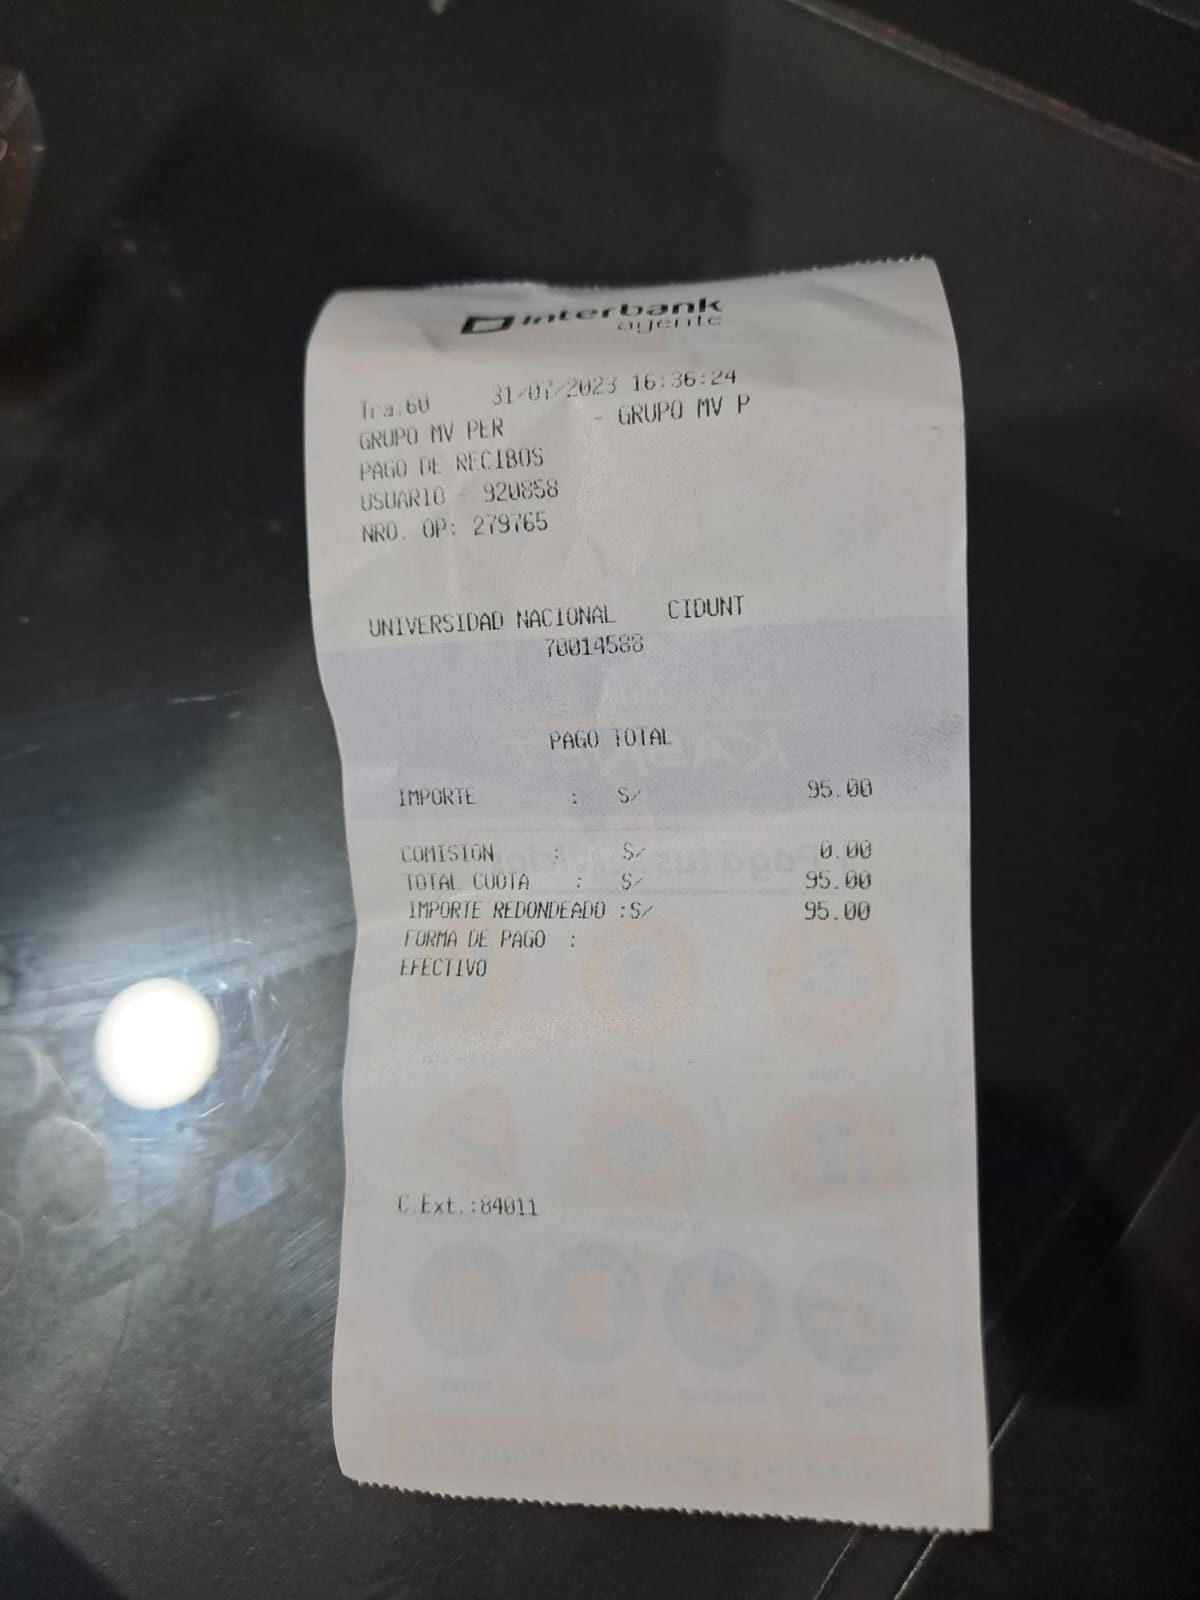 interbank
agente
Tra.60 31/07/2023 16:36:24
GRUPO MV PER - GRUPO MV P
PAGO DE RECIBOS
USUARIO - 920858
NRO. OP: 279765
UNIVERSIDAD NACIONAL CIDUNT
70014588
PAGO TOTAL
IMPORTE : S/ 95.00
COMISION : S/ 0.00
TOTAL CUOTA : S/ 95.00
IMPORTE REDONDEADO :S/ 95.00
FORMA DE PAGO :
EFECTIVO
C.Ext.:84011